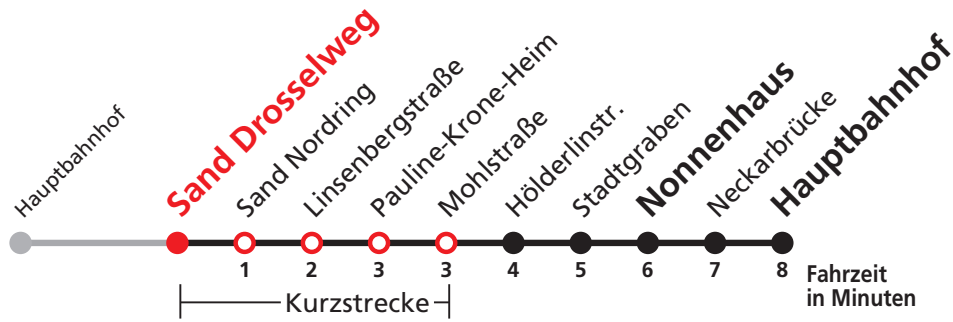 Hauptbahnhof
Sand Drosselweg
Sand Nordring
Linsenbergstraße
Pauline-Krone-Heim
Mohlstraße
Hölderlinstr.
Stadtgraben
Nonnenhaus
Neckarbrücke
Hauptbahnhof
1 2 3 3 4 5 6 7 8 Fahrzeit
in Minuten
Kurzstrecke